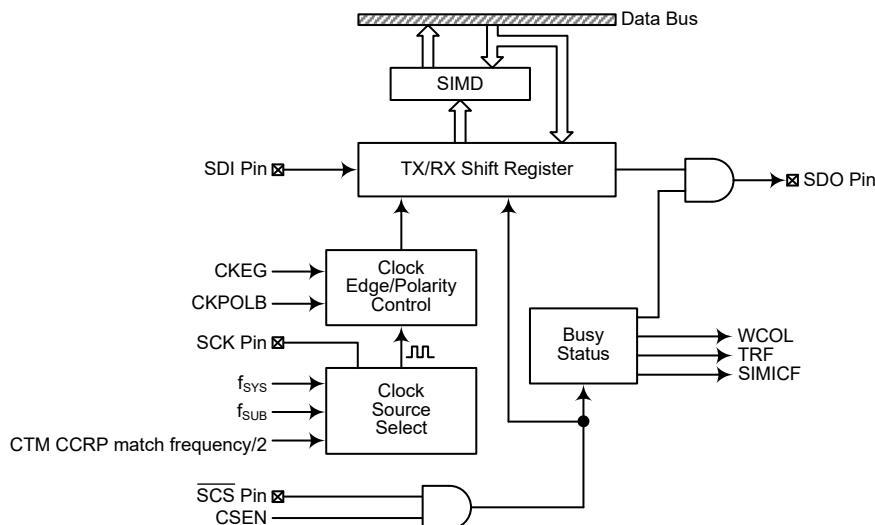 Data Bus
SIMD
SDI Pin
TX/RX Shift Register
SDO Pin
CKEG
CKPOLB
Clock
Edge/Polarity
Control
SCK Pin
Busy
Status
WCOL
TRF
SIMICF
fSYS
fSUB
CTM CCRP match frequency/2
Clock
Source
Select
SCS Pin
CSEN